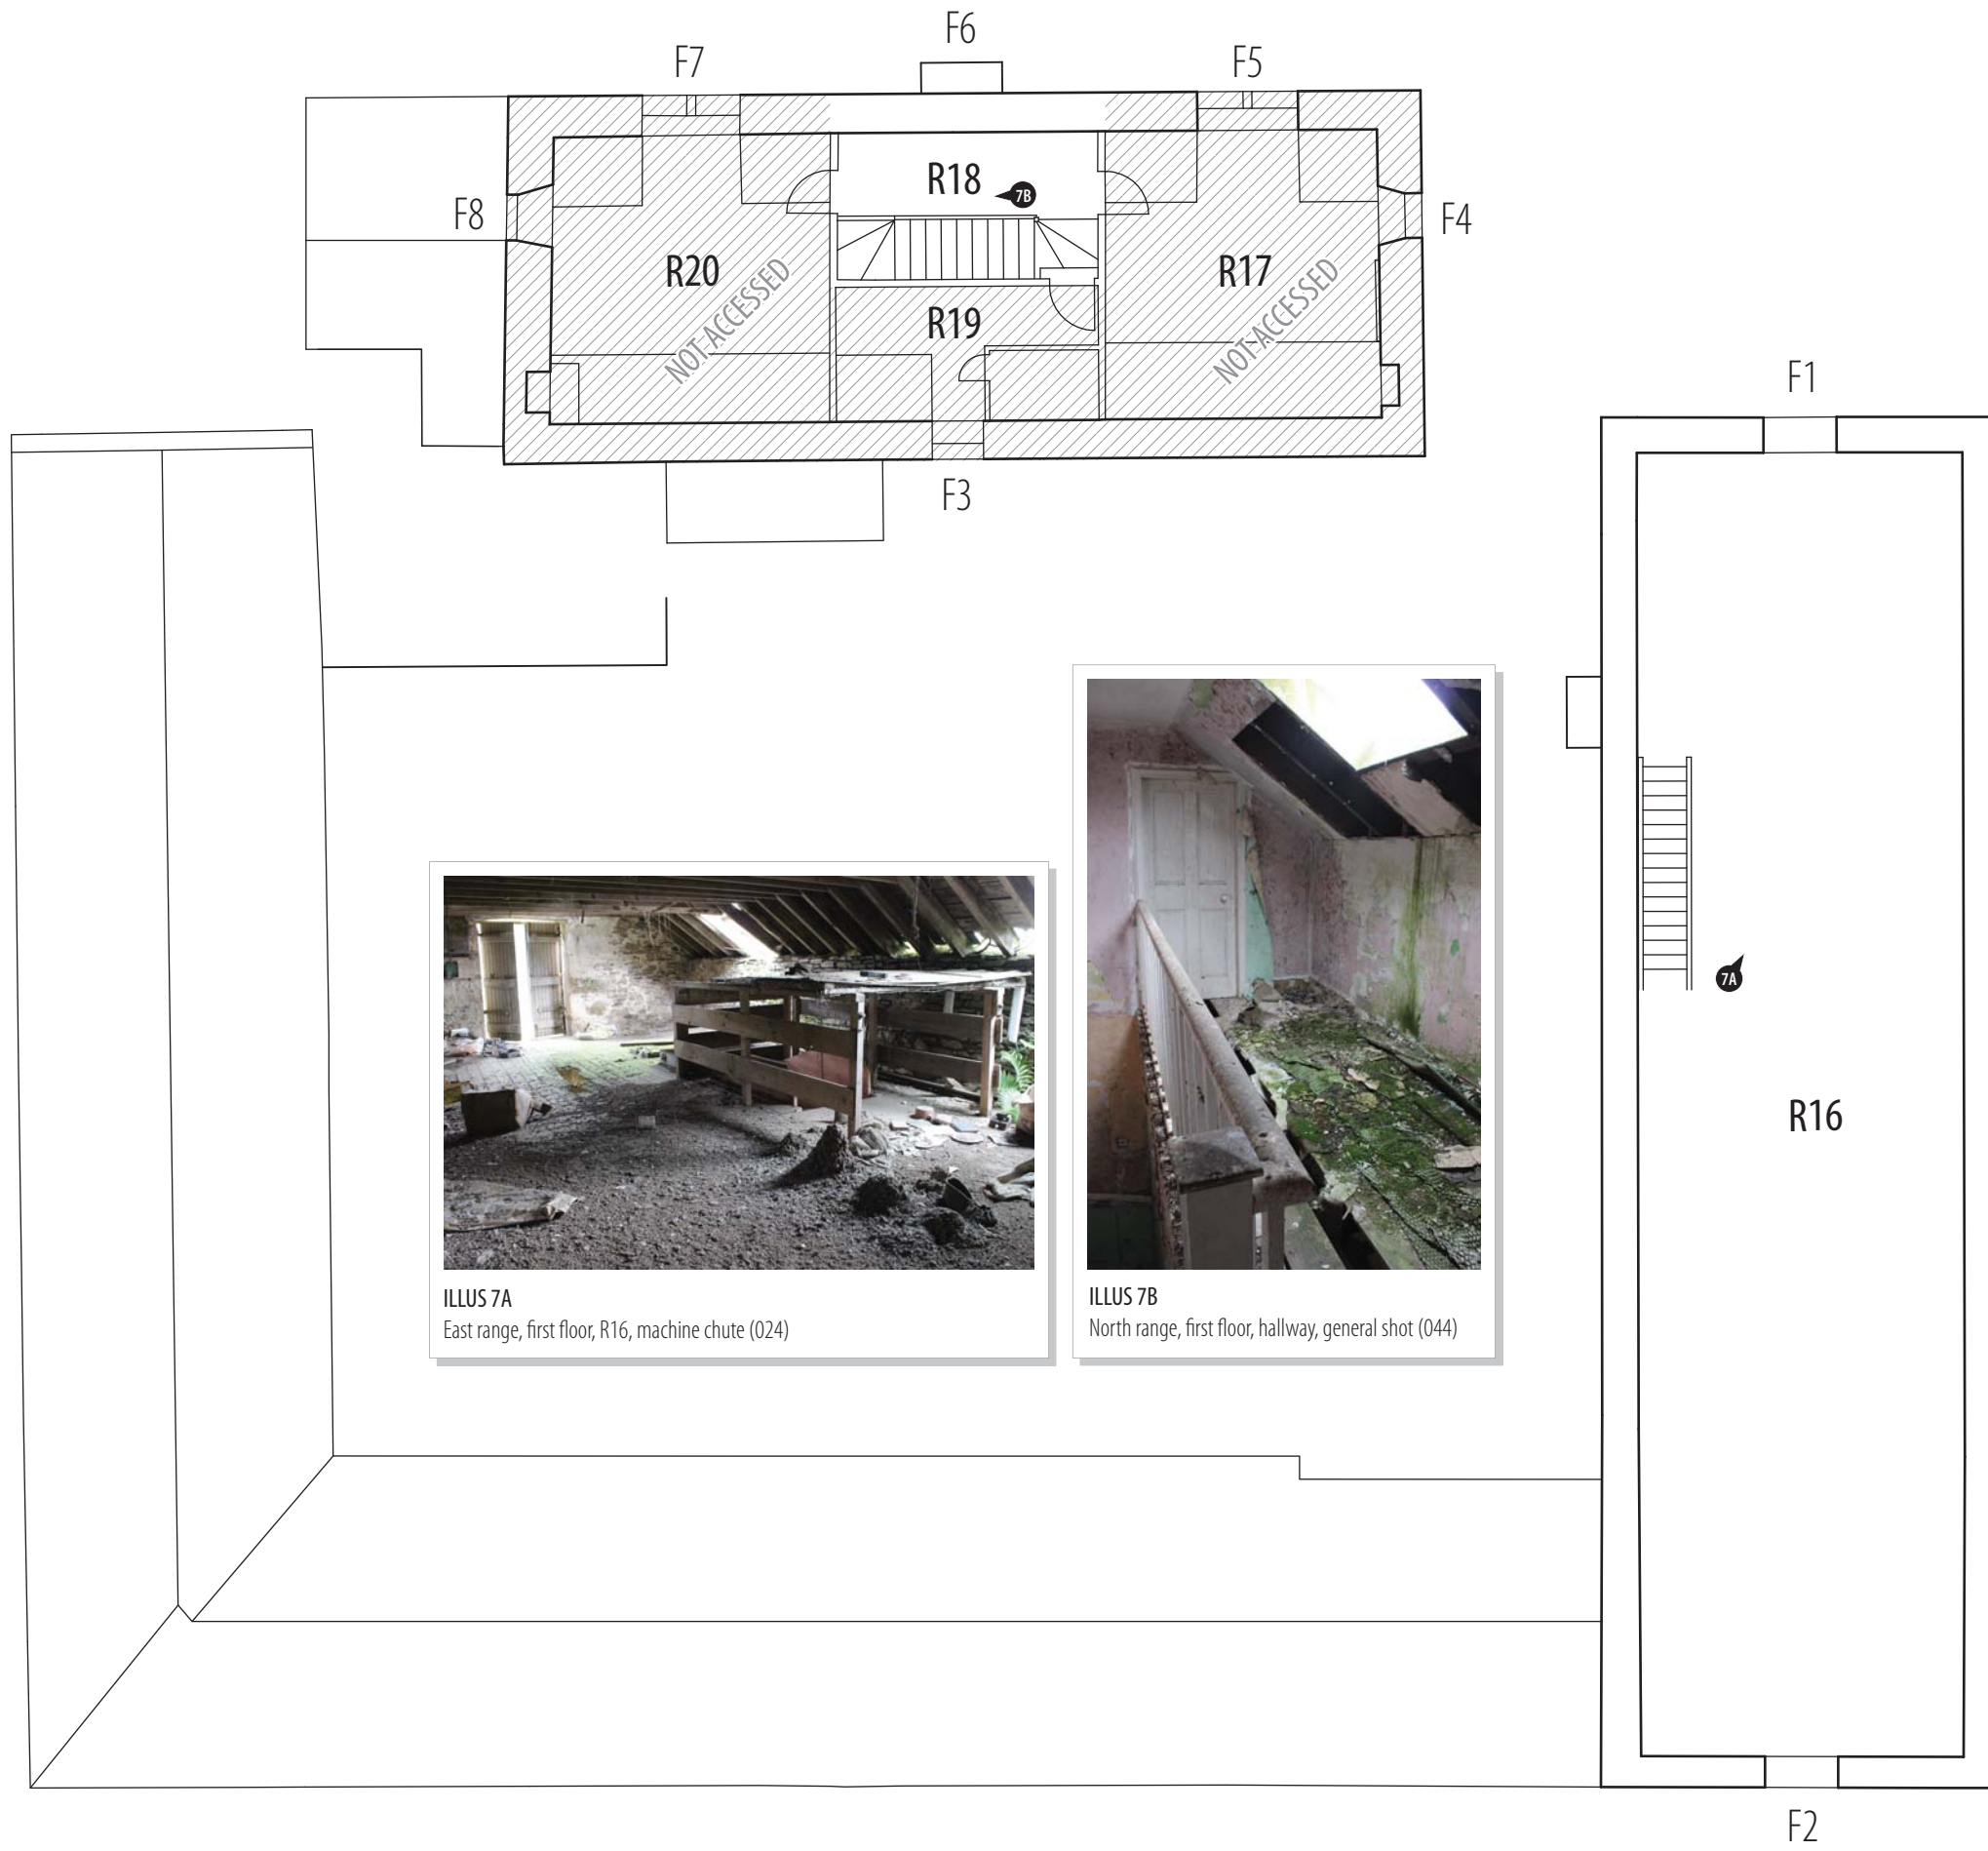 F6
F7
F5
R18
7B
F8
F4
R20
R17
NOT ACCESSED
NOT ACCESSED
R19
F3
F1
7A
R16
ILLUS 7A
East range, first floor, R16, machine chute (024)
ILLUS 7B
North range, first floor, hallway, general shot (044)
F2